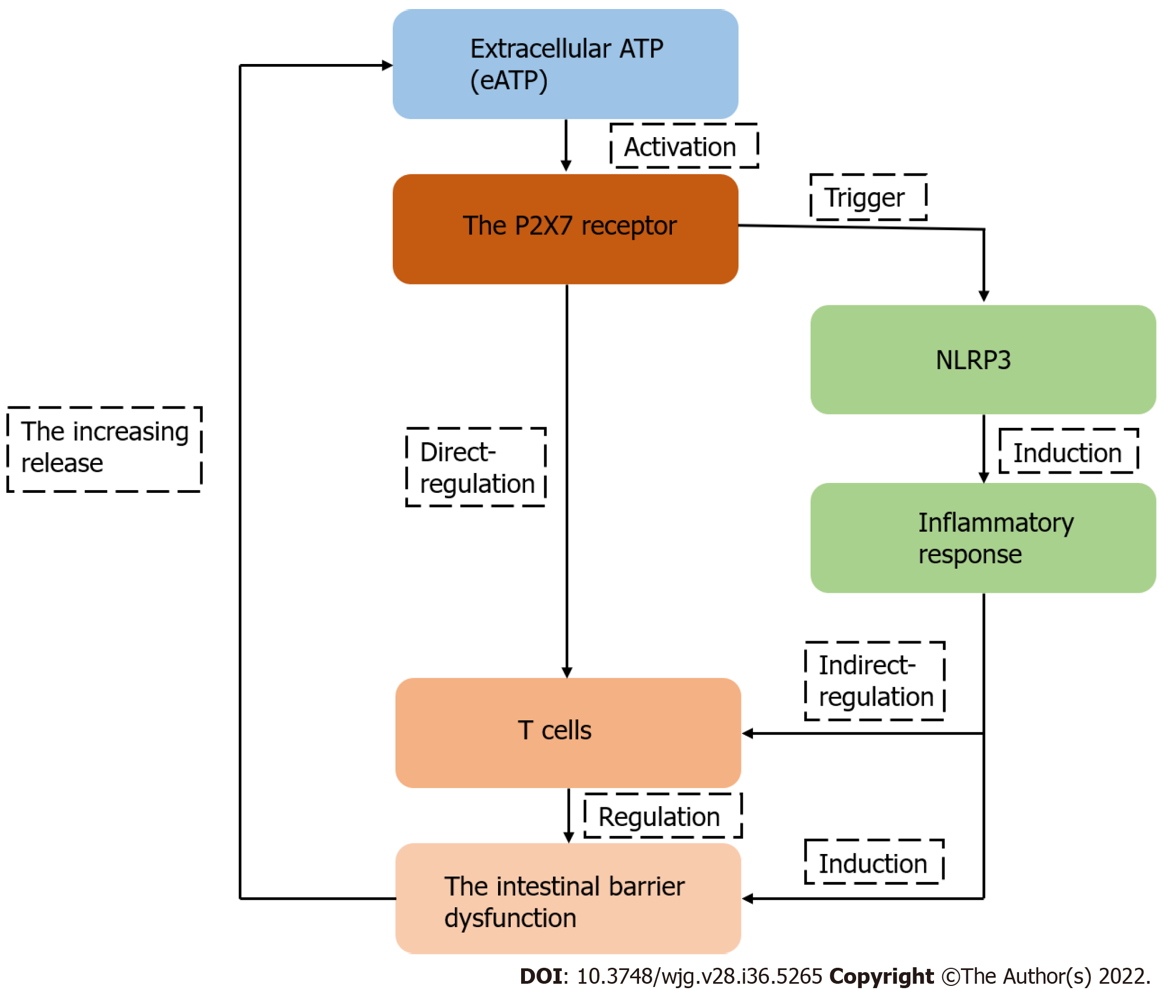 Extracellular ATP
(eATP)
Activation
The P2X7 receptor
Trigger
NLRP3
The increasing
release
Direct-
regulation
Induction
Inflammatory
response
Indirect-
regulation
T cells
Regulation
Induction
The intestinal barrier
dysfunction
DOI: 10.3748/wjg.v28.i36.5265 Copyright ©The Author(s) 2022.